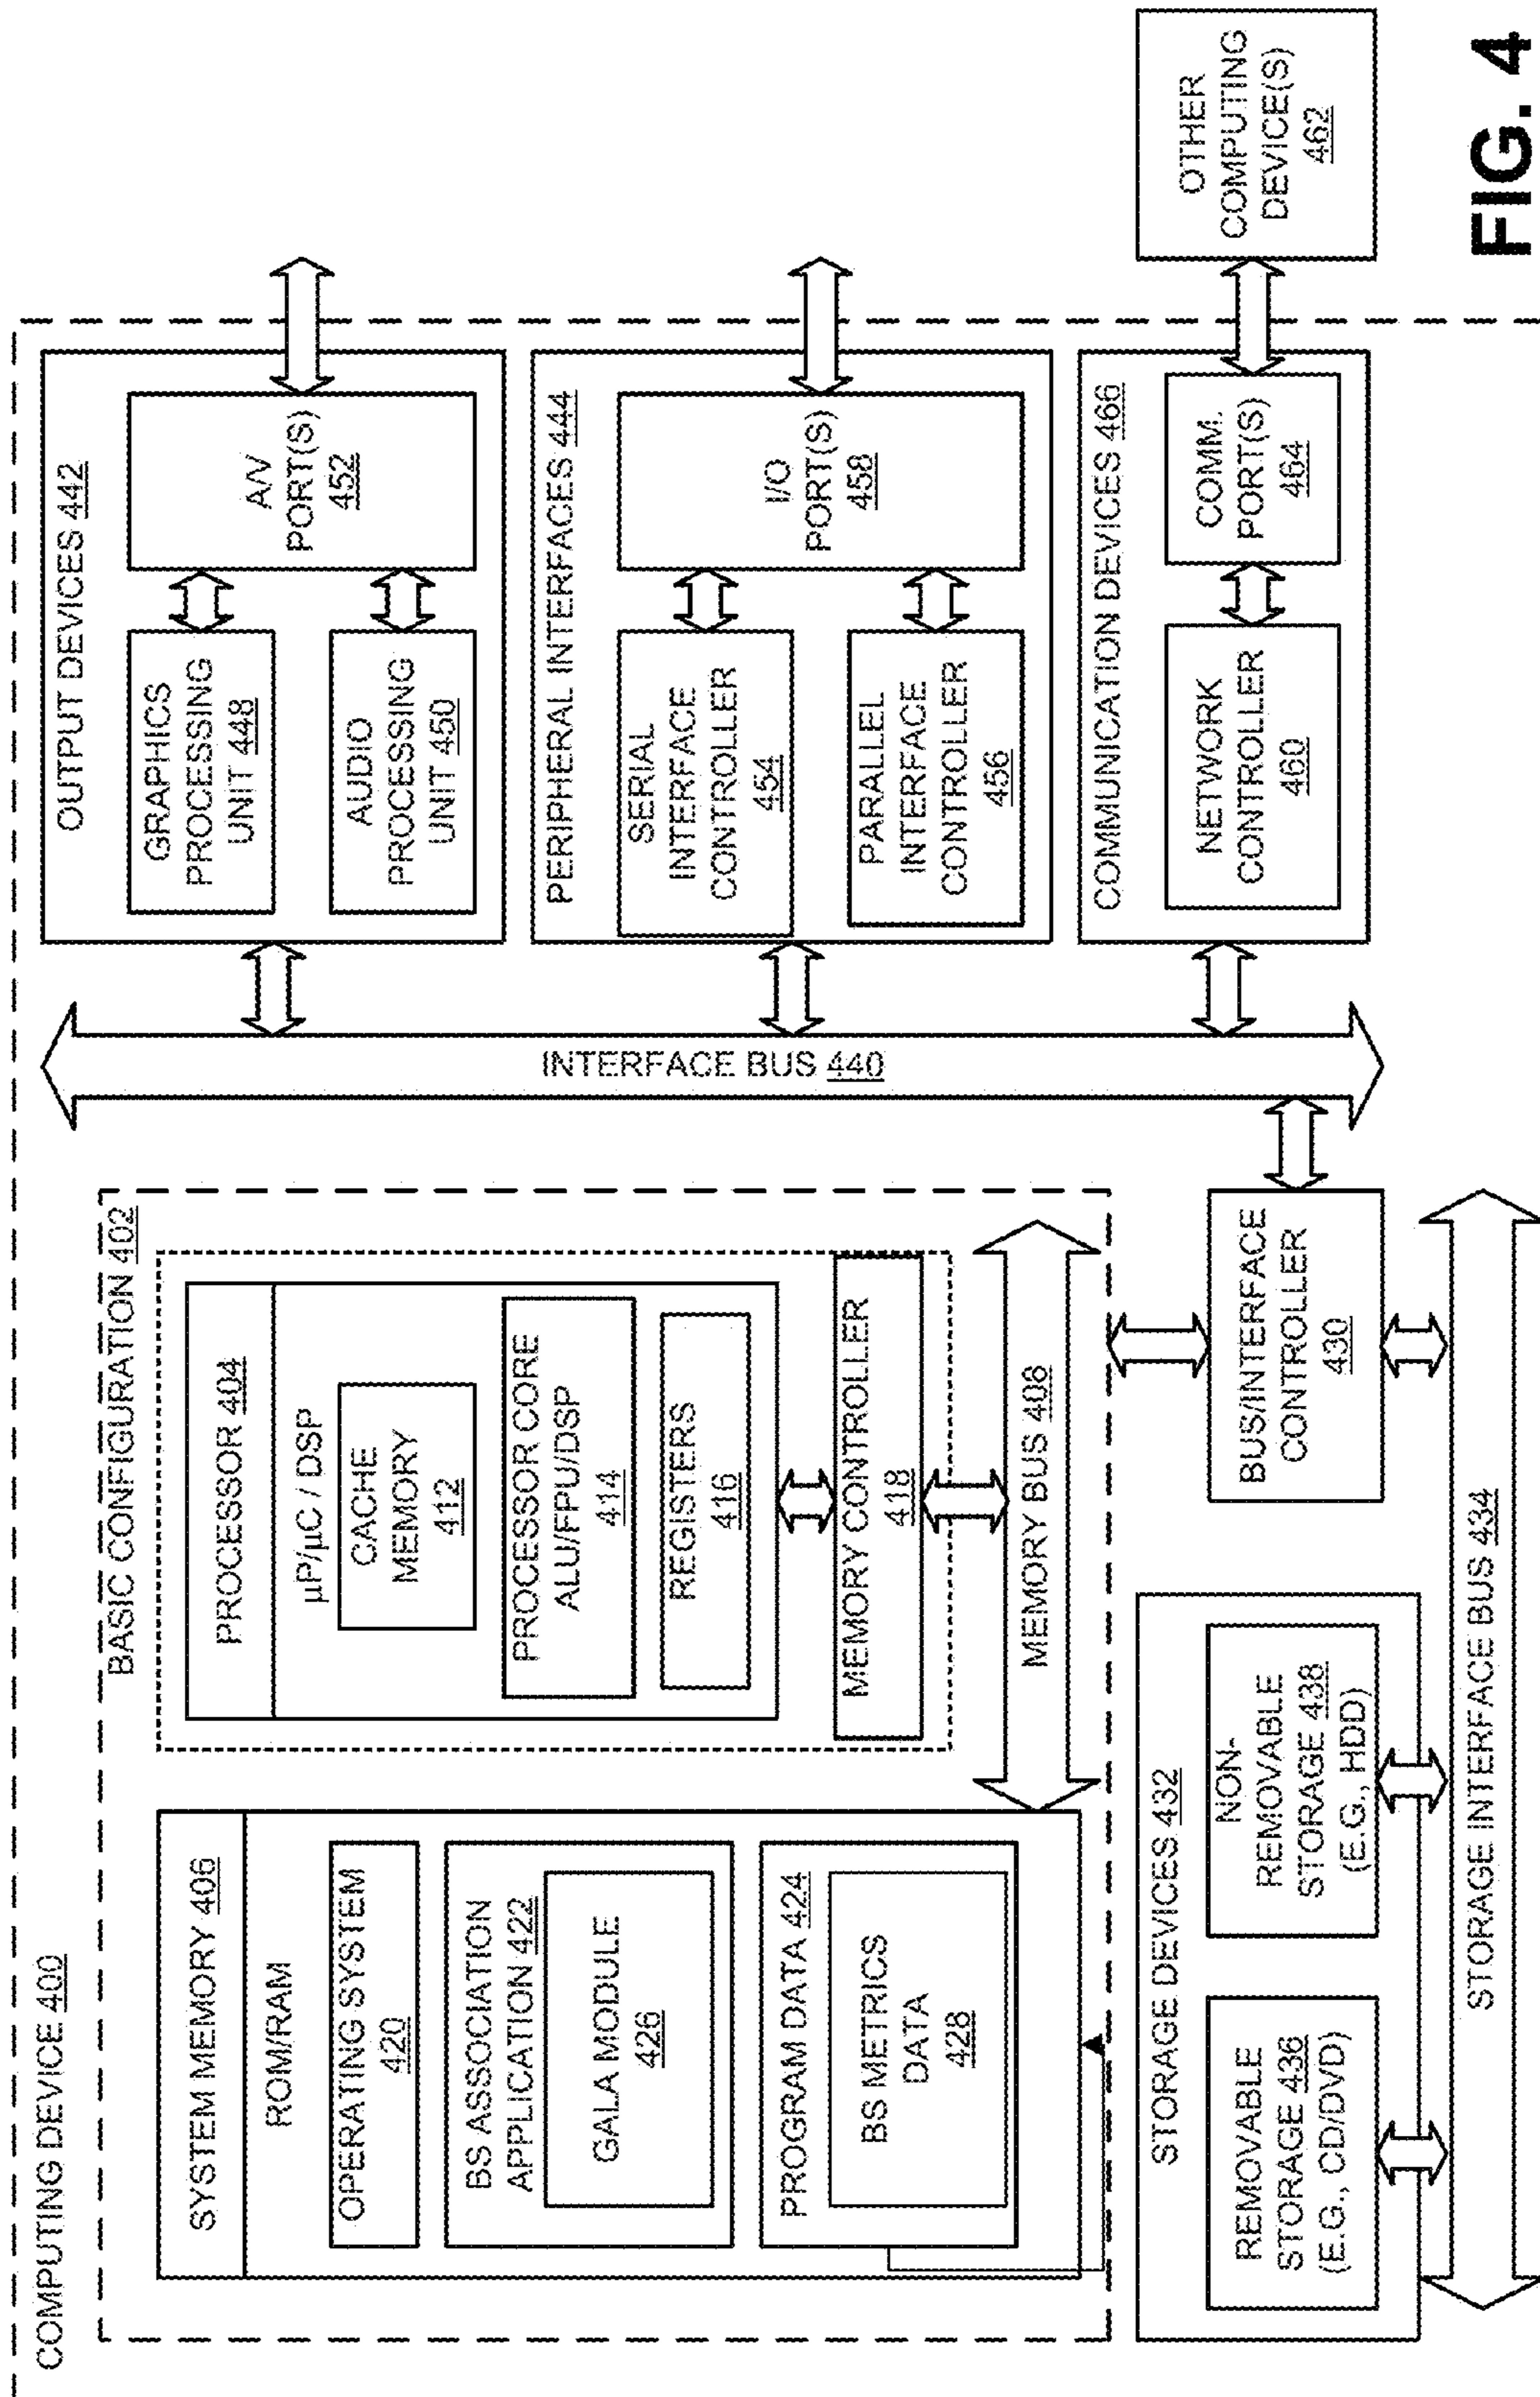 COMPUTING DEVICE 400
BASIC CONFIGURATION 402
SYSTEM MEMORY 406
ROM/RAM
OPERATING SYSTEM
420
BS ASSOCIATION
APPLICATION 422
GALA MODULE
426
PROGRAM DATA 424
BS METRICS
DATA
428
PROCESSOR 404
µP/µC / DSP
CACHE
MEMORY
412
PROCESSOR CORE
ALU/FPU/DSP
414
REGISTERS
416
MEMORY CONTROLLER
418
MEMORY BUS 408
BUS/INTERFACE
CONTROLLER
430
STORAGE DEVICES 432
REMOVABLE
STORAGE 436
(E.G., CD/DVD)
NON-
REMOVABLE
STORAGE 438
(E.G., HDD)
STORAGE INTERFACE BUS 434
INTERFACE BUS 440
OUTPUT DEVICES 442
GRAPHICS
PROCESSING
UNIT 448
AUDIO
PROCESSING
UNIT 450
A/V
PORT(S)
452
PERIPHERAL INTERFACES 444
SERIAL
INTERFACE
CONTROLLER
454
PARALLEL
INTERFACE
CONTROLLER
456
I/O
PORT(S)
458
COMMUNICATION DEVICES 466
NETWORK
CONTROLLER
460
COMM.
PORT(S)
464
OTHER
COMPUTING
DEVICE(S)
462
FIG. 4